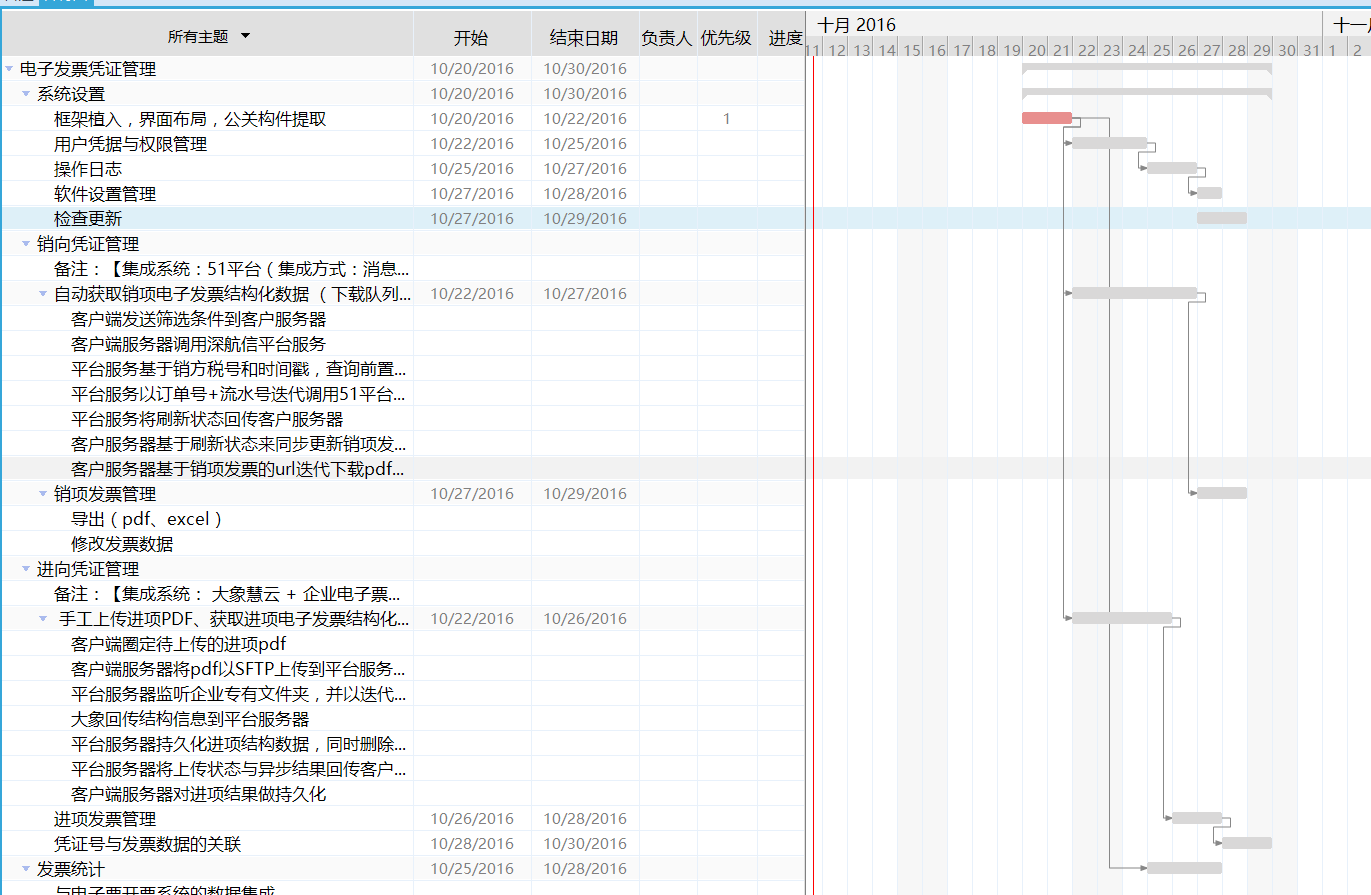 所有主题 开始 结束日期 负责人 优先级 进度 十月 2016 十一
11 12 13 14 15 16 17 18 19 20 21 22 23 24 25 26 27 28 29 30 31 1 2
电子发票凭证管理 10/20/2016 10/30/2016
系统设置 10/20/2016 10/30/2016
框架植入，界面布局，公关构件提取 10/20/2016 10/22/2016 1
用户凭据与权限管理 10/22/2016 10/25/2016
操作日志 10/25/2016 10/27/2016
软件设置管理 10/27/2016 10/28/2016
检查更新 10/27/2016 10/29/2016
销向凭证管理
备注：【集成系统：51平台（集成方式：消息...
自动获取销项电子发票结构化数据 （下载队列... 10/22/2016 10/27/2016
客户端发送筛选条件到客户服务器
客户端服务器调用深航信平台服务
平台服务基于销方税号和时间戳，查询前置...
平台服务以订单号+流水号迭代调用51平台...
平台服务将刷新状态回传客户服务器
客户服务器基于刷新状态来同步更新销项发...
客户服务器基于销项发票的url迭代下载pdf...
销项发票管理 10/27/2016 10/29/2016
导出（pdf、excel）
修改发票数据
进向凭证管理
备注：【集成系统： 大象慧云 + 企业电子票...
手工上传进项PDF、获取进项电子发票结构化... 10/22/2016 10/26/2016
客户端圈定待上传的进项pdf
客户端服务器将pdf以SFTP上传到平台服务...
平台服务器监听企业专有文件夹，并以迭代...
大象回传结构信息到平台服务器
平台服务器持久化进项结构数据，同时删除...
平台服务器将上传状态与异步结果回传客户...
客户端服务器对进项结果做持久化
进项发票管理 10/26/2016 10/28/2016
凭证号与发票数据的关联 10/28/2016 10/30/2016
发票统计 10/25/2016 10/28/2016
与电子票开票系统的数据集成